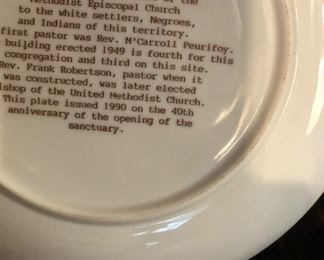 of the
Methodist Episcopal Church
to the white settlers, Negroes,
and Indians of this territory.
first pastor was Rev. M'Carroll Peurifoy.
building erected 1949 is fourth for this
congregation and third on this site.
Rev. Frank Robertson, pastor when it
was constructed, was later elected
bishop of the United Methodist Church.
This plate issued 1990 on the 40th
anniversary of the opening of the
sanctuary.